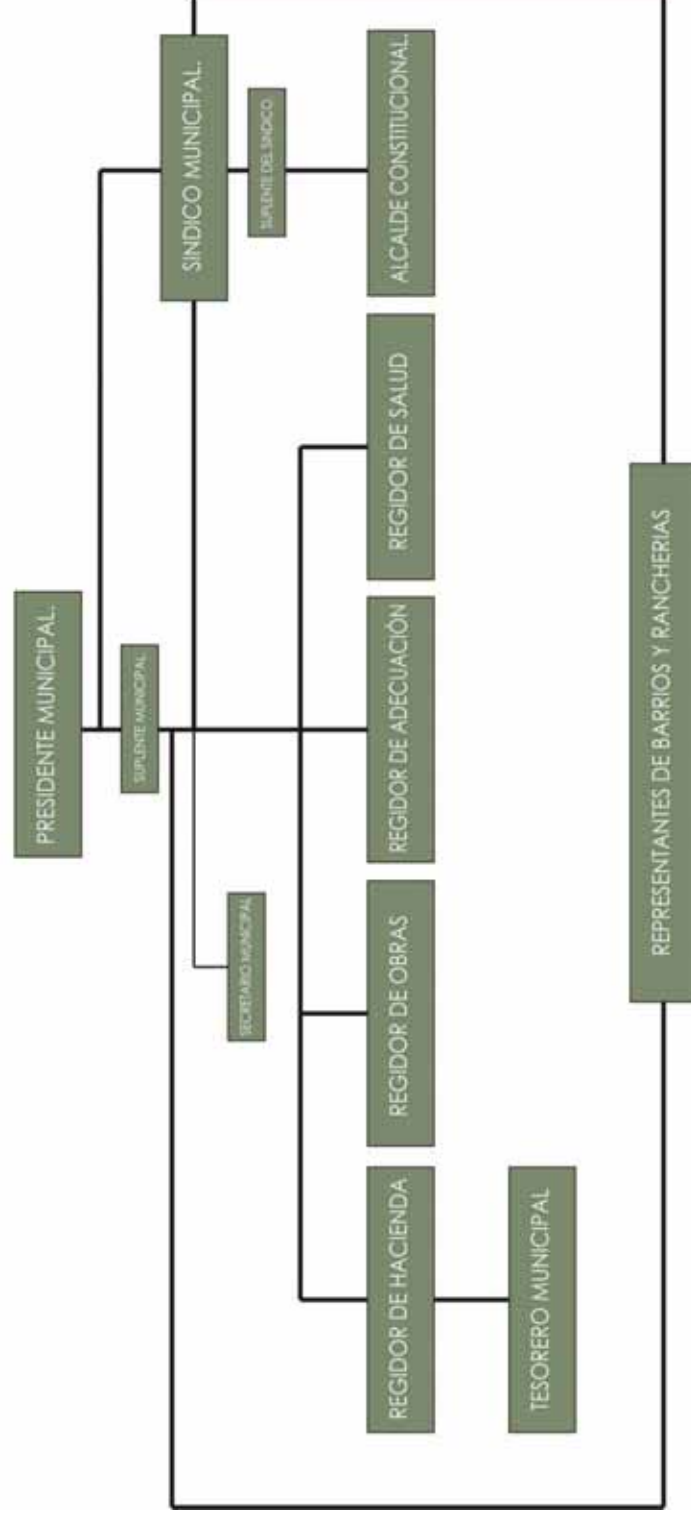 PRESIDENTE MUNICIPAL.
SUPLENTE MUNICIPAL
SINDICO MUNICIPAL.
SUPLENTE DEL SINDICO
SECRETARIO MUNICIPAL
REGIDOR DE HACIENDA
REGIDOR DE OBRAS
REGIDOR DE ADECUACIÓN
REGIDOR DE SALUD
ALCALDE CONSTITUCIONAL.
TESORERO MUNICIPAL
REPRESENTANTES DE BARRIOS Y RANCHERIAS